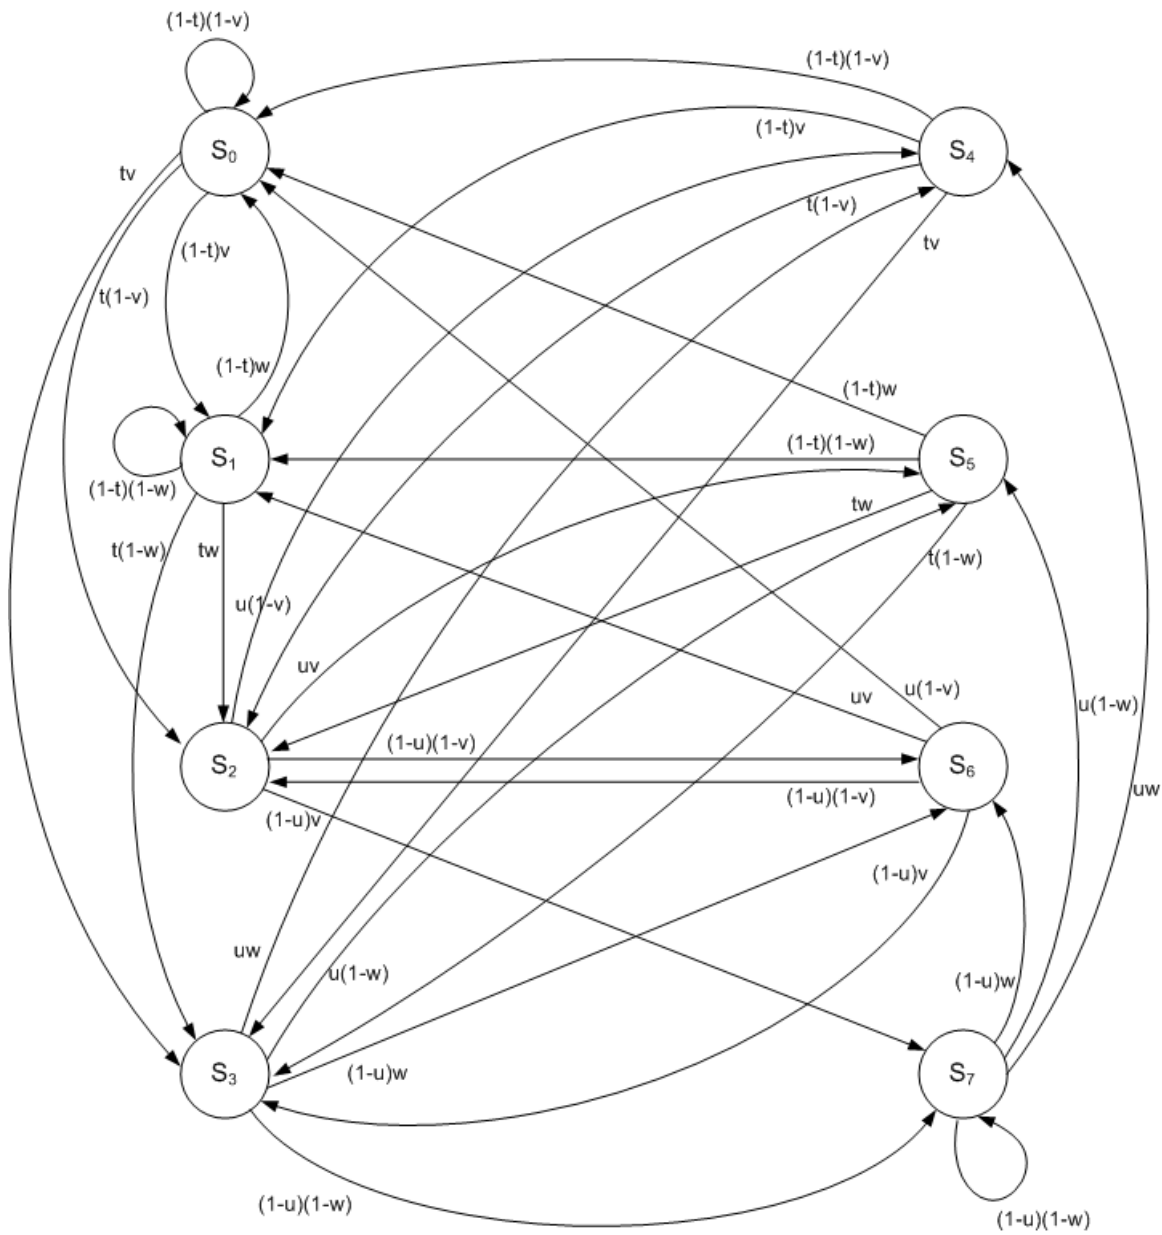 (1-t)(1-v)
(1-t)(1-v)
(1-t)v
S₀
S₄
tv
t(1-v)
tv
(1-t)v
t(1-v)
(1-t)w
(1-t)w
(1-t)(1-w)
S₁
S₅
(1-t)(1-w)
tw
t(1-w)
tw
t(1-w)
u(1-v)
uv
uv
u(1-v)
u(1-w)
(1-u)(1-v)
S₂
S₆
uw
(1-u)(1-v)
(1-u)v
(1-u)v
uw
u(1-w)
(1-u)w
S₃
(1-u)w
S₇
(1-u)(1-w)
(1-u)(1-w)